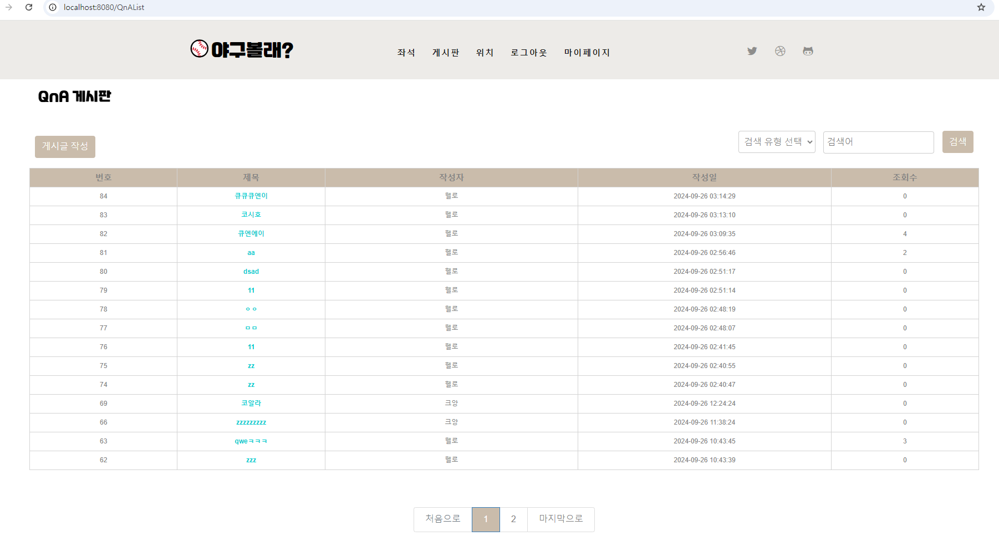 localhost:8080/QnAList
야구볼래?
좌석 게시판 위치 로그아웃 마이페이지
QnA 게시판
게시글 작성 검색 유형 선택 검색어 검색
번호 제목 작성자 작성일 조회수
84 큐큐큐엔이 헬로 2024-09-26 03:14:29 0
83 코시호 헬로 2024-09-26 03:13:10 0
82 큐엔에이 헬로 2024-09-26 03:09:35 4
81 aa 헬로 2024-09-26 02:56:46 2
80 dsad 헬로 2024-09-26 02:51:17 0
79 11 헬로 2024-09-26 02:51:14 0
78 ㅇㅇ 헬로 2024-09-26 02:48:19 0
77 ㅁㅁ 헬로 2024-09-26 02:48:07 0
76 11 헬로 2024-09-26 02:41:45 0
75 zz 헬로 2024-09-26 02:40:55 0
74 zz 헬로 2024-09-26 02:40:47 0
69 코알라 크앙 2024-09-26 12:24:24 0
66 zzzzzzzzz 크앙 2024-09-26 11:38:24 0
63 qweㅋㅋㅋ 헬로 2024-09-26 10:43:45 3
62 zzz 헬로 2024-09-26 10:43:39 0
처음으로 1 2 마지막으로